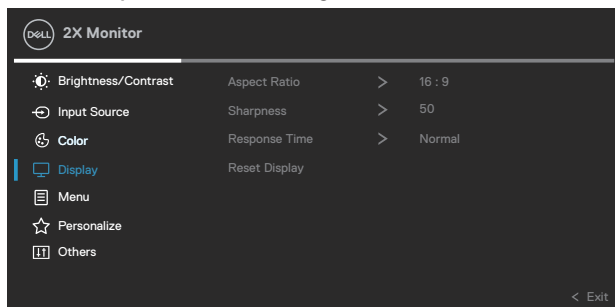 DELL 2X Monitor
Brightness/Contrast Aspect Ratio > 16 : 9
Input Source Sharpness > 50
Color Response Time > Normal
Display Reset Display
Menu
Personalize
Others
< Exit